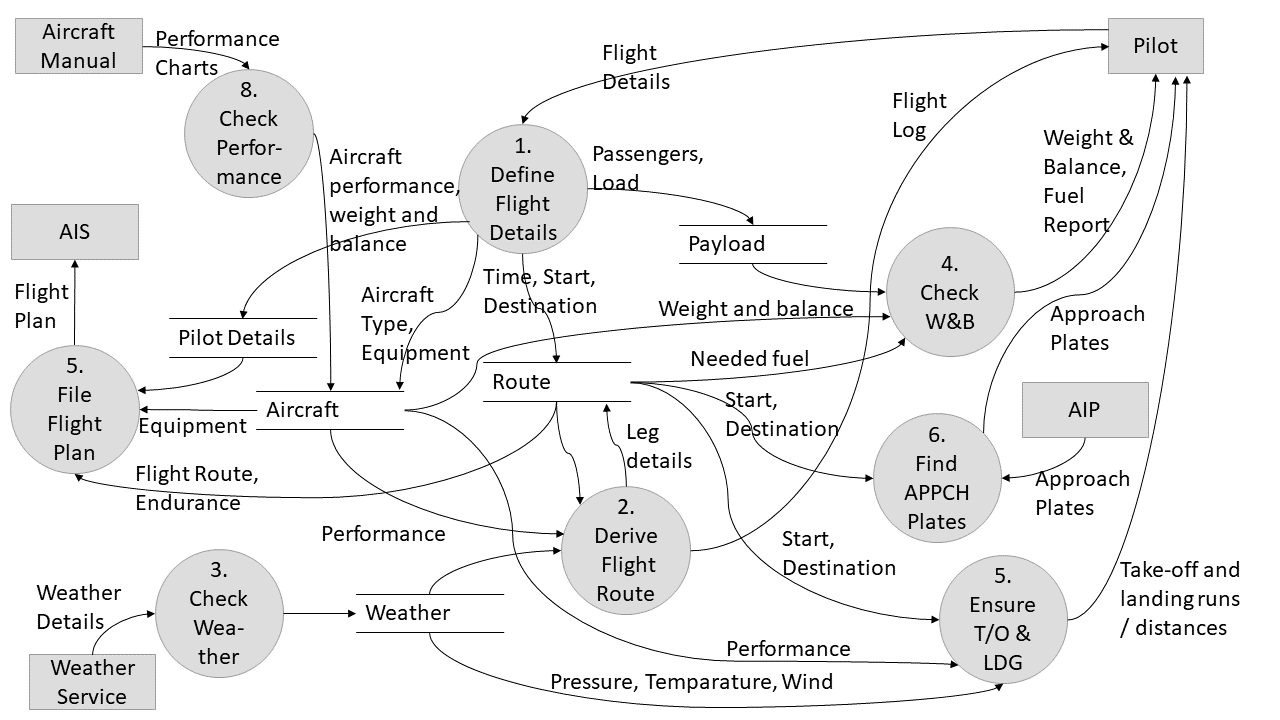 Aircraft
Manual
Performance
Charts
8.
Check
Perfor-
mance
Flight
Details
Pilot
Flight
Log
1.
Define
Flight
Details
Passengers,
Load
Aircraft
performance,
weight and
balance
Weight &
Balance,
Fuel
Report
AIS
Payload
4.
Check
W&B
Flight
Plan
Time, Start,
Destination
Aircraft
Type,
Equipment
Pilot Details
Weight and balance
Approach
Plates
5.
File
Flight
Plan
Needed fuel
Route
Aircraft
Equipment
Start,
Destination
AIP
Leg
details
6.
Find
APPCH
Plates
Approach
Plates
Flight Route,
Endurance
Performance
2.
Derive
Flight
Route
Start,
Destination
3.
Check
Wea-
ther
Weather
Details
Weather
5.
Ensure
T/O &
LDG
Take-off and
landing runs
/ distances
Performance
Weather
Service
Pressure, Temparature, Wind